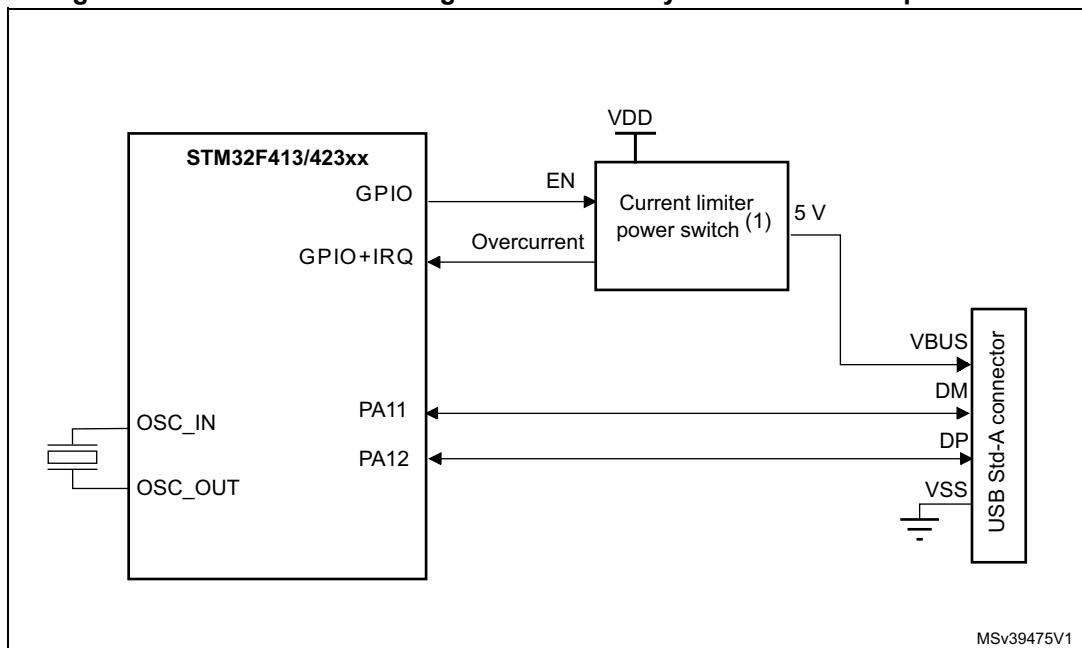 STM32F413/423xx
GPIO
GPIO+IRQ
EN
Overcurrent
VDD
Current limiter
power switch (1)
5 V
VBUS
DM
DP
VSS
USB Std-A connector
PA11
PA12
OSC_IN
OSC_OUT
MSv39475V1